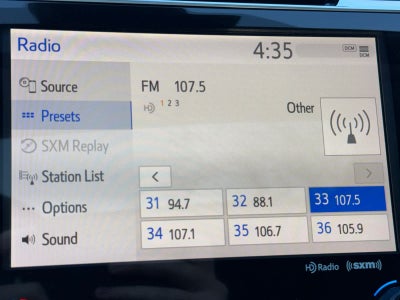 Radio
4:35
DCM
DCM
Source
FM 107.5
HD 1 2 3
Presets
Other
SXM Replay
Station List
<
>
31 94.7
32 88.1
33 107.5
Options
34 107.1
35 106.7
36 105.9
Sound
HD Radio
((SXM))